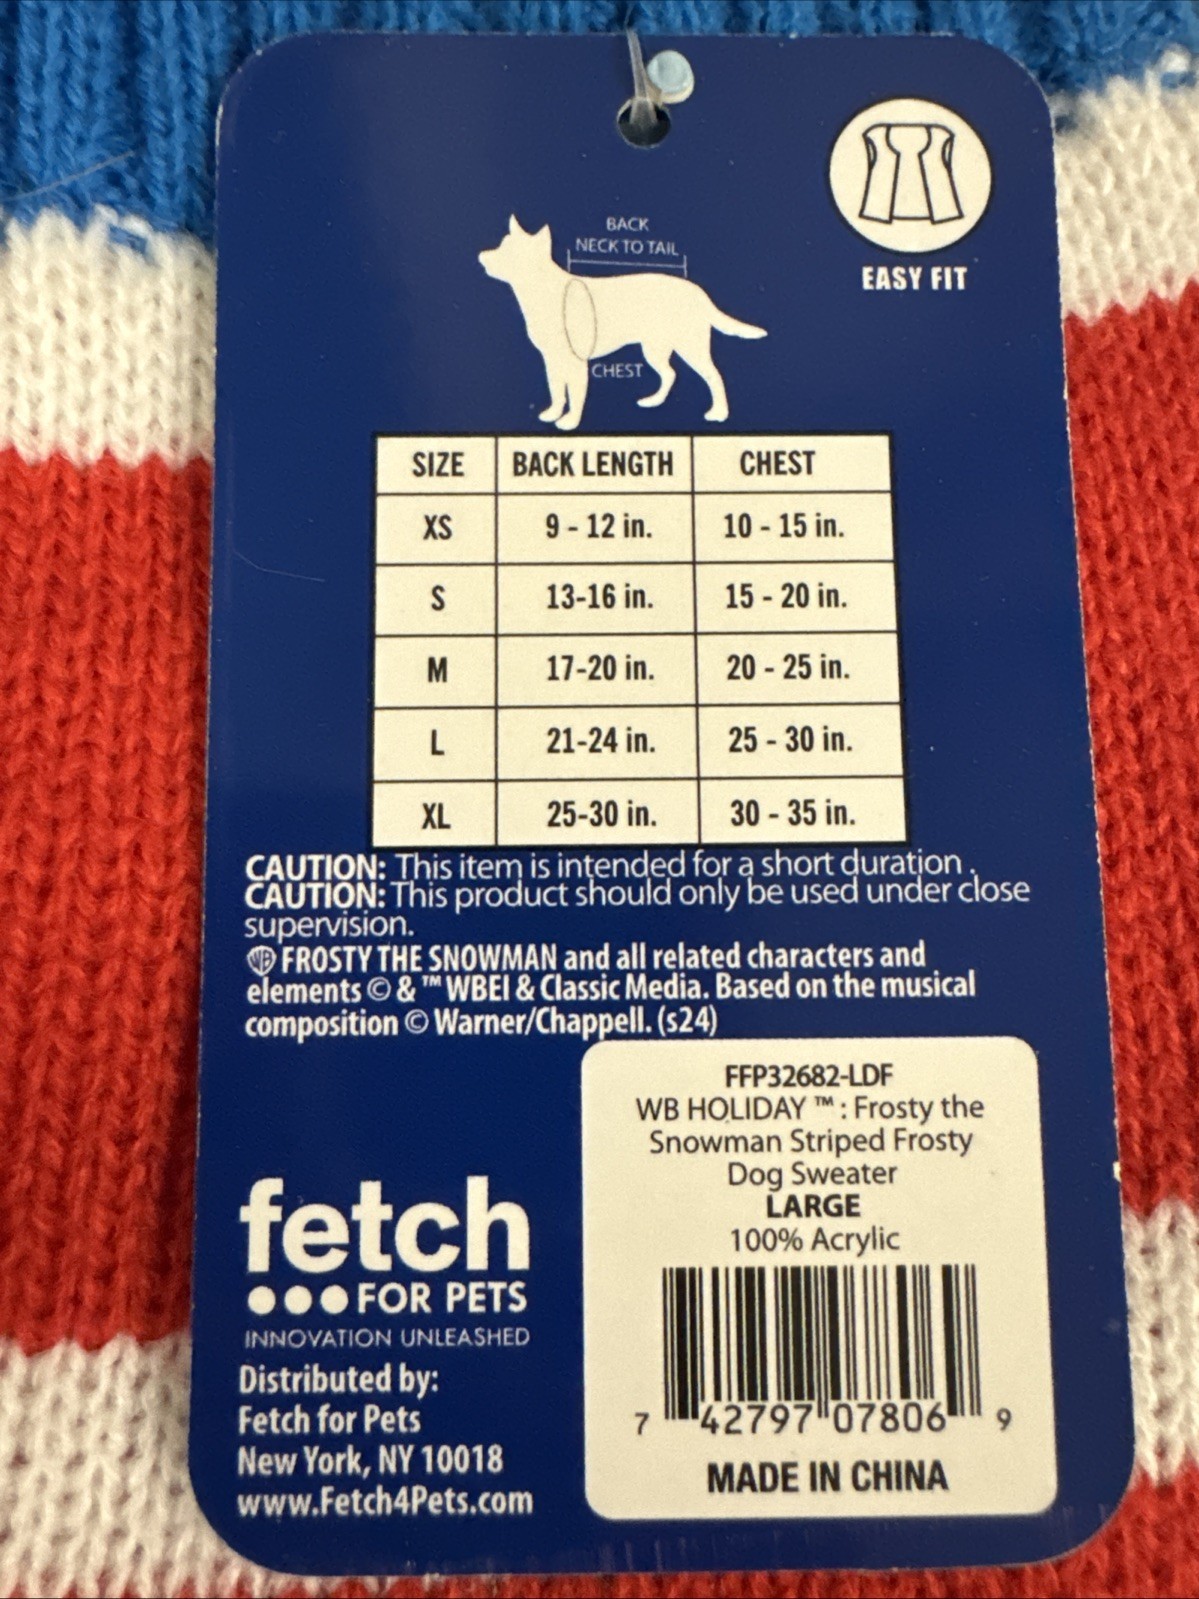 BACK
NECK TO TAIL
CHEST
EASY FIT
SIZE BACK LENGTH CHEST
XS 9 - 12 in. 10 - 15 in.
S 13-16 in. 15 - 20 in.
M 17-20 in. 20 - 25 in.
L 21-24 in. 25 - 30 in.
XL 25-30 in. 30 - 35 in.
CAUTION: This item is intended for a short duration .
CAUTION: This product should only be used under close
supervision.
WB FROSTY THE SNOWMAN and all related characters and
elements © & ™ WBEI & Classic Media. Based on the musical
composition © Warner/Chappell. (s24)
fetch
FOR PETS
INNOVATION UNLEASHED
Distributed by:
Fetch for Pets
New York, NY 10018
www.Fetch4Pets.com
FFP32682-LDF
WB HOLIDAY ™ : Frosty the
Snowman Striped Frosty
Dog Sweater
LARGE
100% Acrylic
7 42797 07806 9
MADE IN CHINA